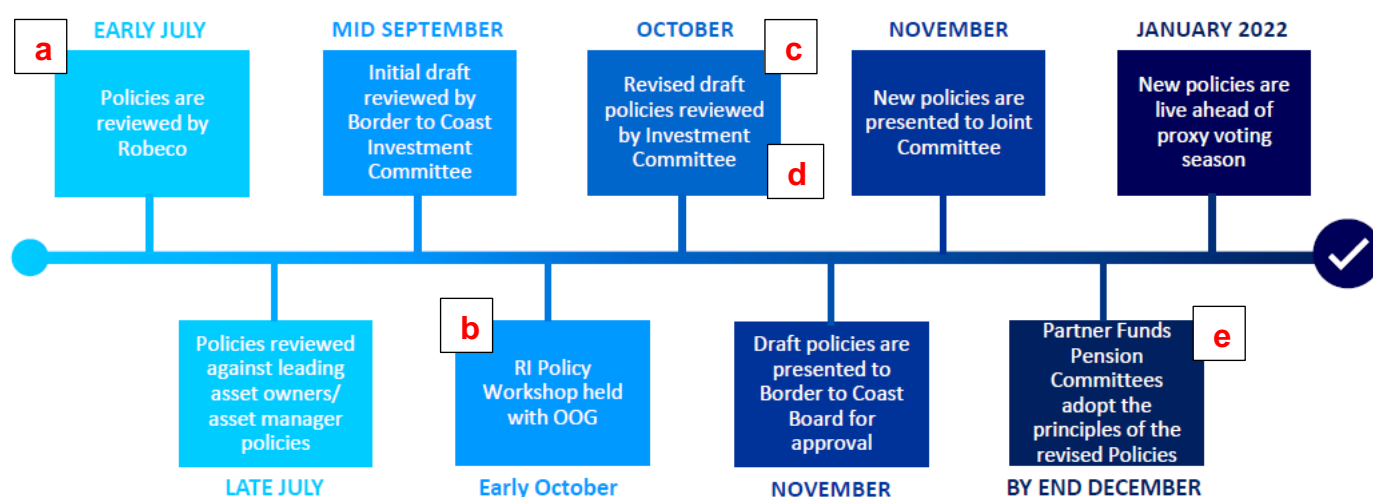 EARLY JULY
a
Policies are
reviewed by
Robeco
MID SEPTEMBER
Initial draft
reviewed by
Border to Coast
Investment
Committee
OCTOBER
c
Revised draft
policies reviewed
by Investment
Committee
d
NOVEMBER
New policies are
presented to Joint
Committee
JANUARY 2022
New policies are
live ahead of
proxy voting
season
Policies reviewed
against leading
asset owners/
asset manager
policies
LATE JULY
b
RI Policy
Workshop held
with OOG
Early October
Draft policies are
presented to
Border to Coast
Board for
approval
NOVEMBER
e
Partner Funds
Pension
Committees
adopt the
principles of the
revised Policies
BY END DECEMBER